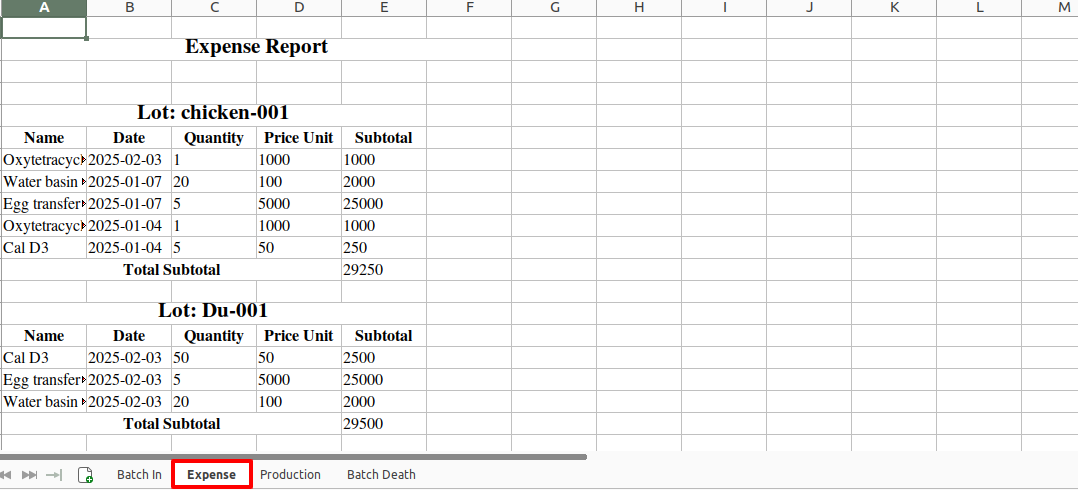 A B C D E F G H I J K L M
Expense Report
Lot: chicken-001
Name Date Quantity Price Unit Subtotal
Oxytetracycl 2025-02-03 1 1000 1000
Water basin 2025-01-07 20 100 2000
Egg transfer 2025-01-07 5 5000 25000
Oxytetracycl 2025-01-04 1 1000 1000
Cal D3 2025-01-04 5 50 250
Total Subtotal 29250
Lot: Du-001
Name Date Quantity Price Unit Subtotal
Cal D3 2025-02-03 50 50 2500
Egg transfer 2025-02-03 5 5000 25000
Water basin 2025-02-03 20 100 2000
Total Subtotal 29500
Batch In Expense Production Batch Death